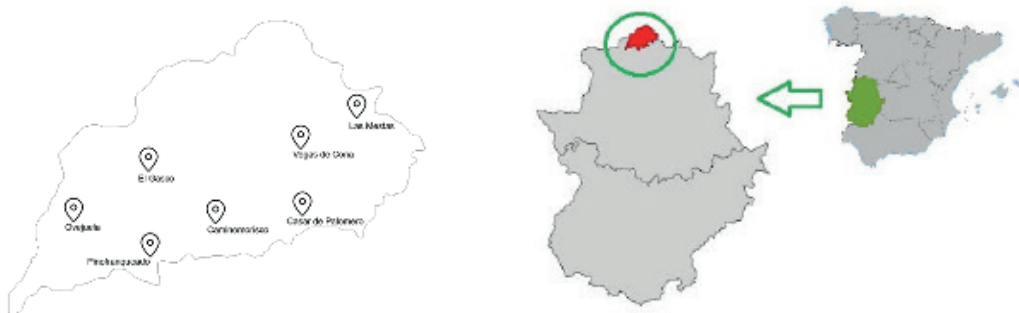 Las Mestas
Vegas de Coria
El Gasco
Casar de Palomero
Ovejuela
Caminomorisco
Pinofranqueado